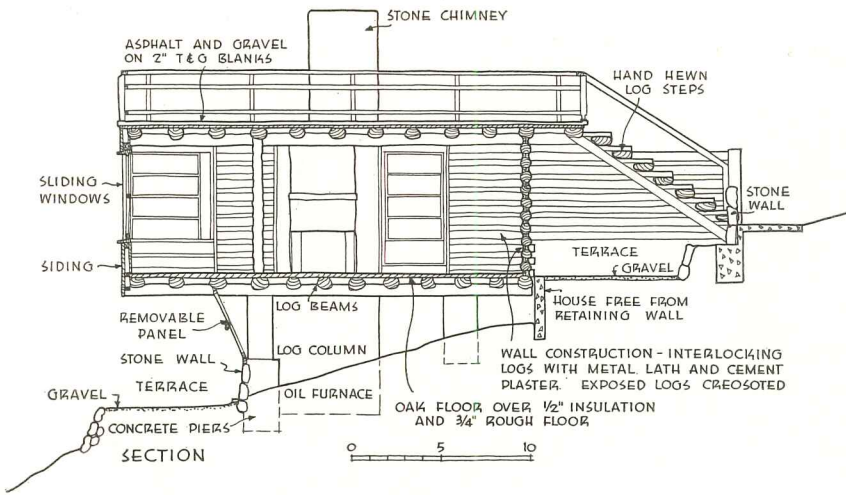 STONE CHIMNEY
ASPHALT AND GRAVEL
ON 2" T&G BLANKS
HAND HEWN
LOG STEPS
SLIDING
WINDOWS
STONE
WALL
TERRACE
GRAVEL
SIDING
LOG BEAMS
HOUSE FREE FROM
RETAINING WALL
REMOVABLE
PANEL
LOG COLUMN
STONE WALL
WALL CONSTRUCTION - INTERLOCKING
LOGS WITH METAL LATH AND CEMENT
PLASTER. EXPOSED LOGS CREOSOTED
TERRACE
GRAVEL
OIL FURNACE
OAK FLOOR OVER 1/2" INSULATION
AND 3/4" ROUGH FLOOR
CONCRETE PIERS
SECTION
0 5 10